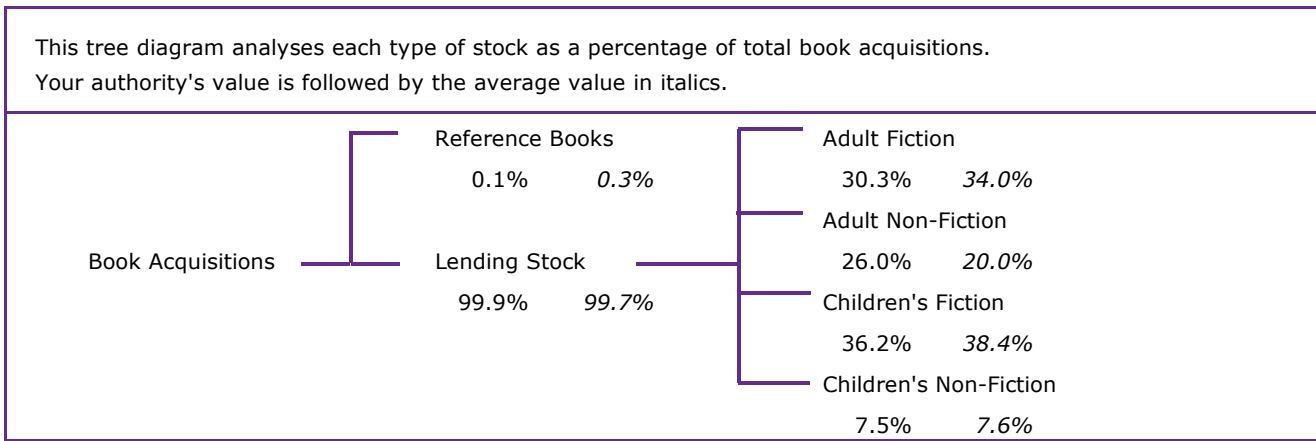 This tree diagram analyses each type of stock as a percentage of total book acquisitions.
Your authority's value is followed by the average value in italics.
Reference Books
0.1% 0.3%
Book Acquisitions
Lending Stock
99.9% 99.7%
Adult Fiction
30.3% 34.0%
Adult Non-Fiction
26.0% 20.0%
Children's Fiction
36.2% 38.4%
Children's Non-Fiction
7.5% 7.6%